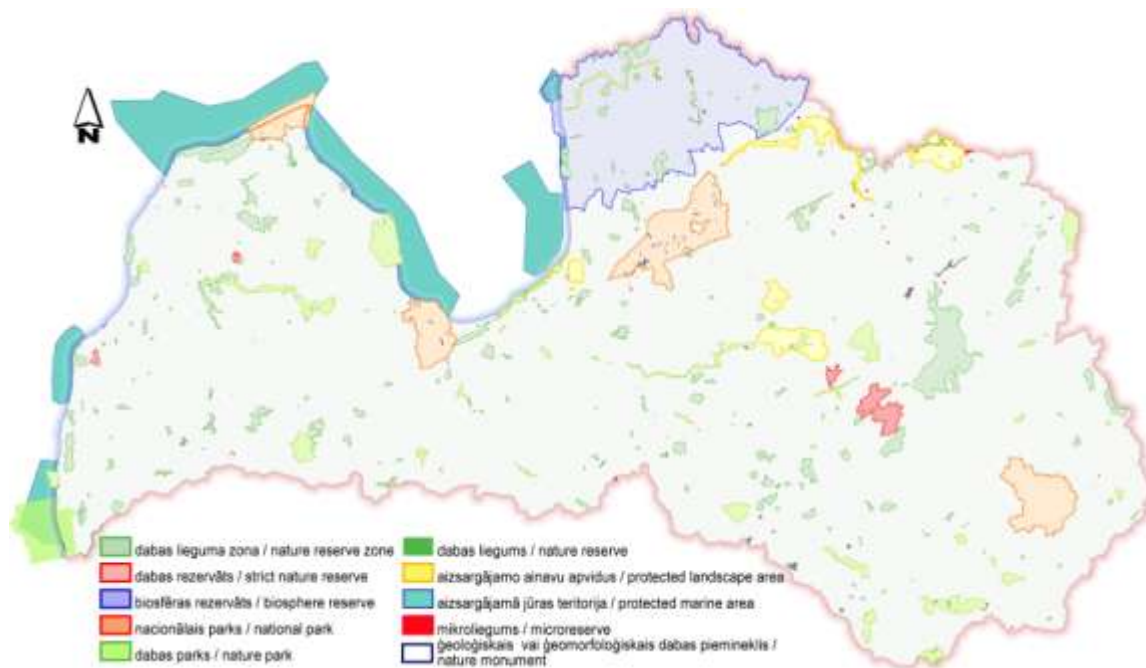 N
dabas lieguma zona / nature reserve zone
dabas rezervāts / strict nature reserve
biosfēras rezervāts / biosphere reserve
nacionālais parks / national park
dabas parks / nature park
dabas liegums / nature reserve
aizsargājamo ainavu apvidus / protected landscape area
aizsargājamā jūras teritorija / protected marine area
mikroliegums / microreserve
ģeoloģiskais vai ģeomorfoloģiskais dabas piemineklis /
nature monument